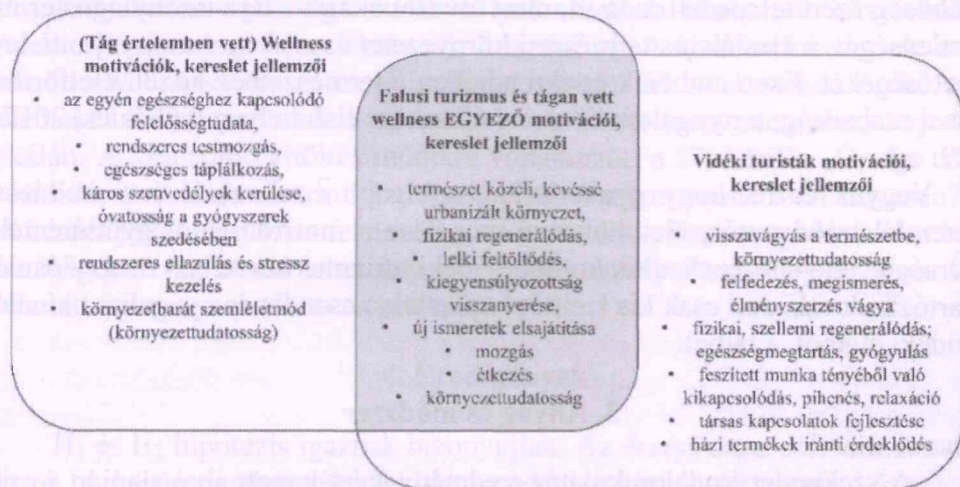 (Tág értelemben vett) Wellness
motivációk, kereslet jellemzői
• az egyén egészséghez kapcsolódó
felelősségtudata,
• rendszeres testmozgás,
• egészséges táplálkozás,
• káros szenvedélyek kerülése,
óvatosság a gyógyszerek
szedésében
• rendszeres ellazulás és stressz
kezelés
• környezetbarát szemléletmód
(környezettudatosság)
Falusi turizmus és tágan vett
wellness EGYEZŐ motivációi,
kereslet jellemzői
• természet közeli, kevéssé
urbanizált környezet,
• fizikai regenerálódás,
• lelki feltöltődés,
• kiegyensúlyozottság
visszanyerése,
• új ismeretek elsajátítása
• mozgás
• étkezés
• környezettudatosság
Vidéki turisták motivációi,
kereslet jellemzői
• visszavágyás a természetbe,
környezettudatosság
• felfedezés, megismerés,
élményszerzés vágya
• fizikai, szellemi regenerálódás;
egészségmegtartás, gyógyulás
• feszített munka tényéből való
kikapcsolódás, pihenés, relaxáció
• társas kapcsolatok fejlesztése
• házi termékek iránti érdeklődés